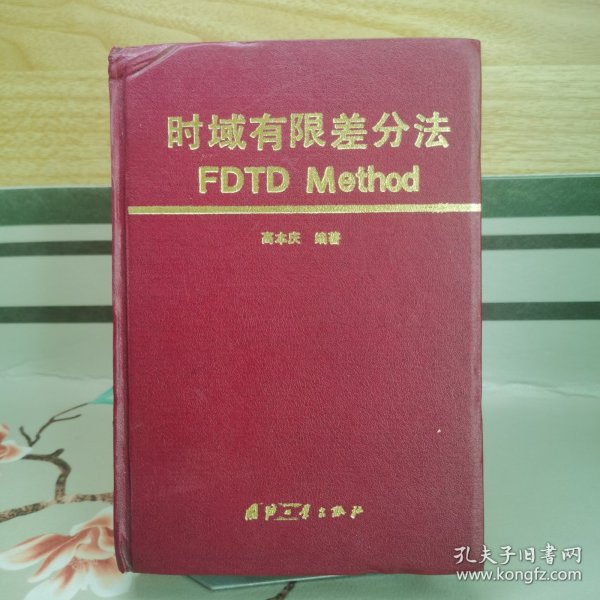 时域有限差分法
FDTD Method
高本庆 编著
国防工业出版社
孔夫子旧书网
www.kongfz.com